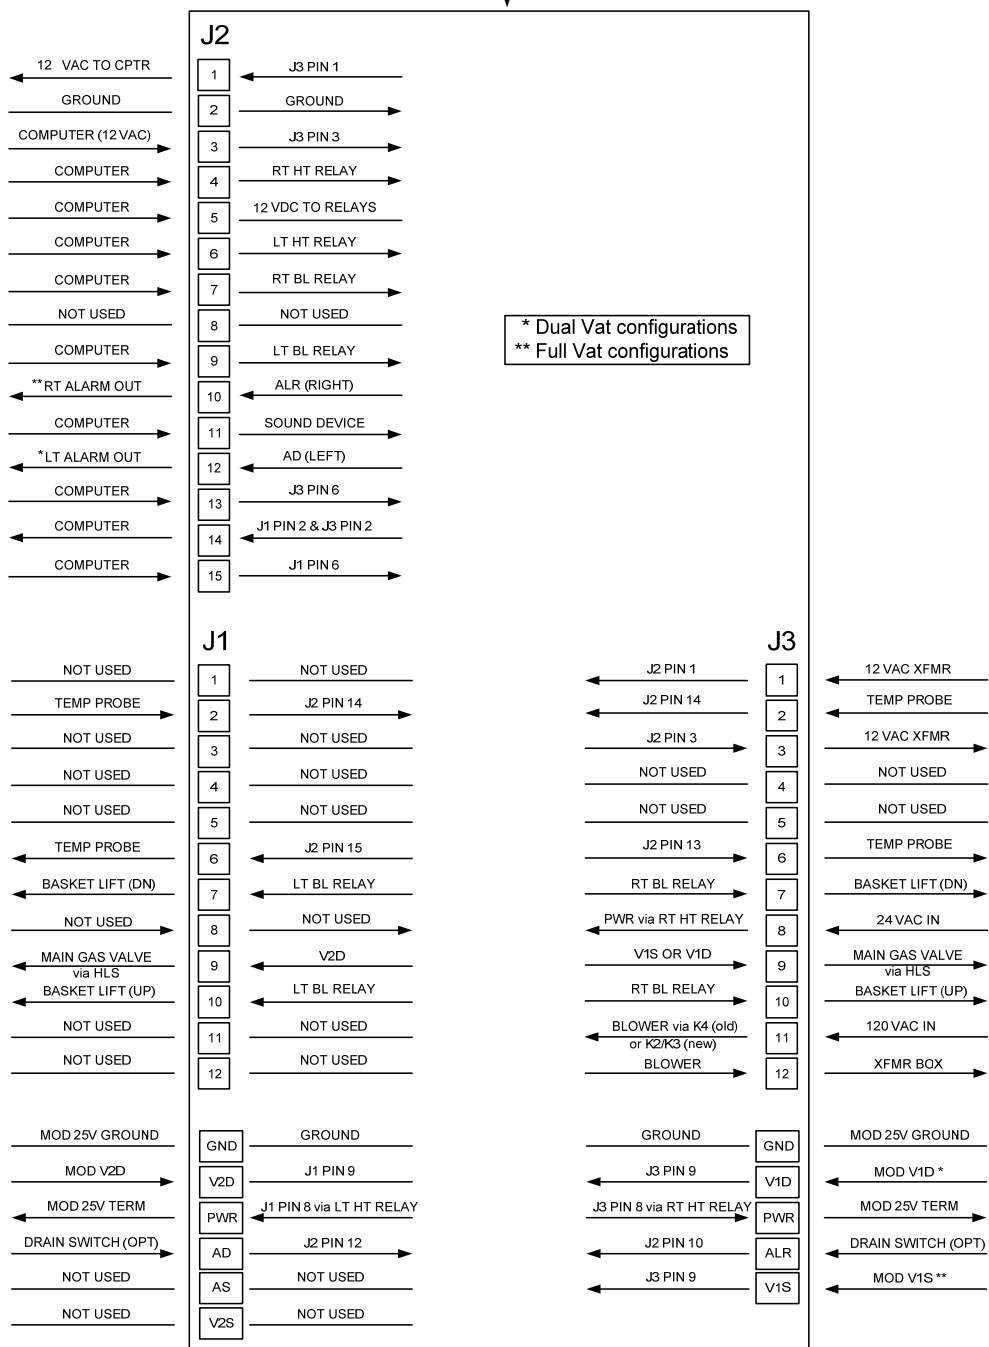 J2
12 VAC TO CPTR 1 J3 PIN 1
GROUND 2 GROUND
COMPUTER (12 VAC) 3 J3 PIN 3
COMPUTER 4 RT HT RELAY
COMPUTER 5 12 VDC TO RELAYS
COMPUTER 6 LT HT RELAY
COMPUTER 7 RT BL RELAY
NOT USED 8 NOT USED
* Dual Vat configurations
** Full Vat configurations
COMPUTER 9 LT BL RELAY
**RT ALARM OUT 10 ALR (RIGHT)
COMPUTER 11 SOUND DEVICE
*LT ALARM OUT 12 AD (LEFT)
COMPUTER 13 J3 PIN 6
COMPUTER 14 J1 PIN 2 & J3 PIN 2
COMPUTER 15 J1 PIN 6
J1
NOT USED 1 NOT USED
TEMP PROBE 2 J2 PIN 14
NOT USED 3 NOT USED
NOT USED 4 NOT USED
NOT USED 5 NOT USED
TEMP PROBE 6 J2 PIN 15
BASKET LIFT (DN) 7 LT BL RELAY
NOT USED 8 NOT USED
MAIN GAS VALVE 9 V2D
via HLS
BASKET LIFT (UP) 10 LT BL RELAY
NOT USED 11 NOT USED
NOT USED 12 NOT USED
J3
J2 PIN 1 1 12 VAC XFMR
J2 PIN 14 2 TEMP PROBE
J2 PIN 3 3 12 VAC XFMR
NOT USED 4 NOT USED
NOT USED 5 NOT USED
J2 PIN 13 6 TEMP PROBE
RT BL RELAY 7 BASKET LIFT (DN)
PWR via RT HT RELAY 8 24 VAC IN
V1S OR V1D 9 MAIN GAS VALVE
via HLS
RT BL RELAY 10 BASKET LIFT (UP)
BLOWER via K4 (old) 11 120 VAC IN
or K2/K3 (new)
BLOWER 12 XFMR BOX
MOD 25V GROUND GND GROUND
MOD V2D V2D J1 PIN 9
MOD 25V TERM PWR J1 PIN 8 via LT HT RELAY
DRAIN SWITCH (OPT) AD J2 PIN 12
NOT USED AS NOT USED
NOT USED V2S NOT USED
GROUND GND MOD 25V GROUND
J3 PIN 9 V1D MOD V1D *
J3 PIN 8 via RT HT RELAY PWR MOD 25V TERM
J2 PIN 10 ALR DRAIN SWITCH (OPT)
J3 PIN 9 V1S MOD V1S **